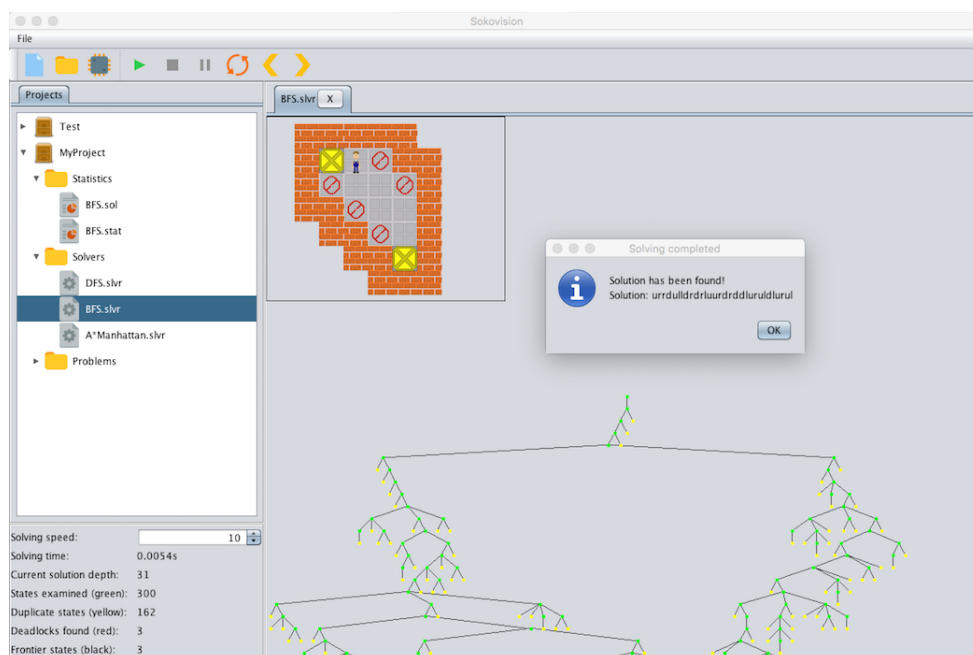 Sokovision
File
Projects
Test
MyProject
Statistics
BFS.sol
BFS.stat
Solvers
DFS.slvr
BFS.slvr
A*Manhattan.slvr
Problems
Solving speed: 10
Solving time: 0.0054s
Current solution depth: 31
States examined (green): 300
Duplicate states (yellow): 162
Deadlocks found (red): 3
Frontier states (black): 3
BFS.slvr X
Solving completed
Solution has been found!
Solution: urrdulldrdrluurdrddluruldlurul
OK